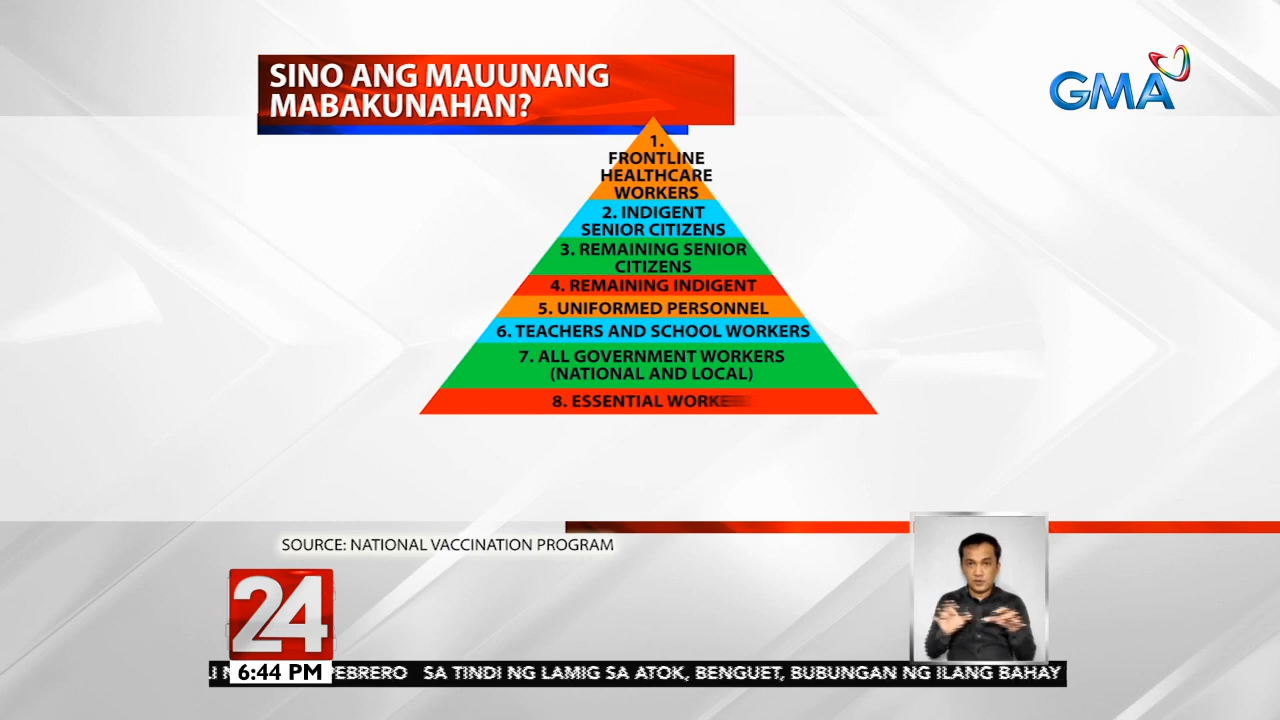 SINO ANG MAUUNANG
MABAKUNAHAN?
GMA
1.
FRONTLINE
HEALTHCARE
WORKERS
2. INDIGENT
SENIOR CITIZENS
3. REMAINING SENIOR
CITIZENS
4. REMAINING INDIGENT
5. UNIFORMED PERSONNEL
6. TEACHERS AND SCHOOL WORKERS
7. ALL GOVERNMENT WORKERS
(NATIONAL AND LOCAL)
8. ESSENTIAL
SOURCE: NATIONAL VACCINATION PROGRAM
24
6:44 PM
SA TINDI NG LAMIG SA ATOK, BENGUET, BUBUNGAN NG ILANG BAHAY